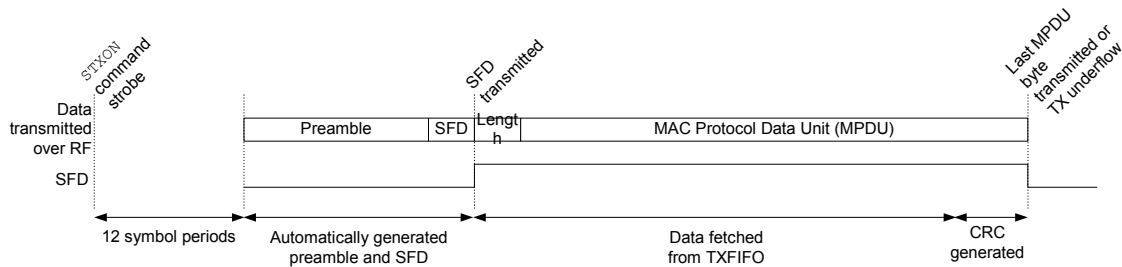 STXON
command
strobe
SFD
transmitted
Last MPDU
byte
transmitted or
TX underflow
Data
transmitted
over RF
Preamble
SFD
Lengt
h
MAC Protocol Data Unit (MPDU)
SFD
12 symbol periods
Automatically generated
preamble and SFD
Data fetched
from TXFIFO
CRC
generated